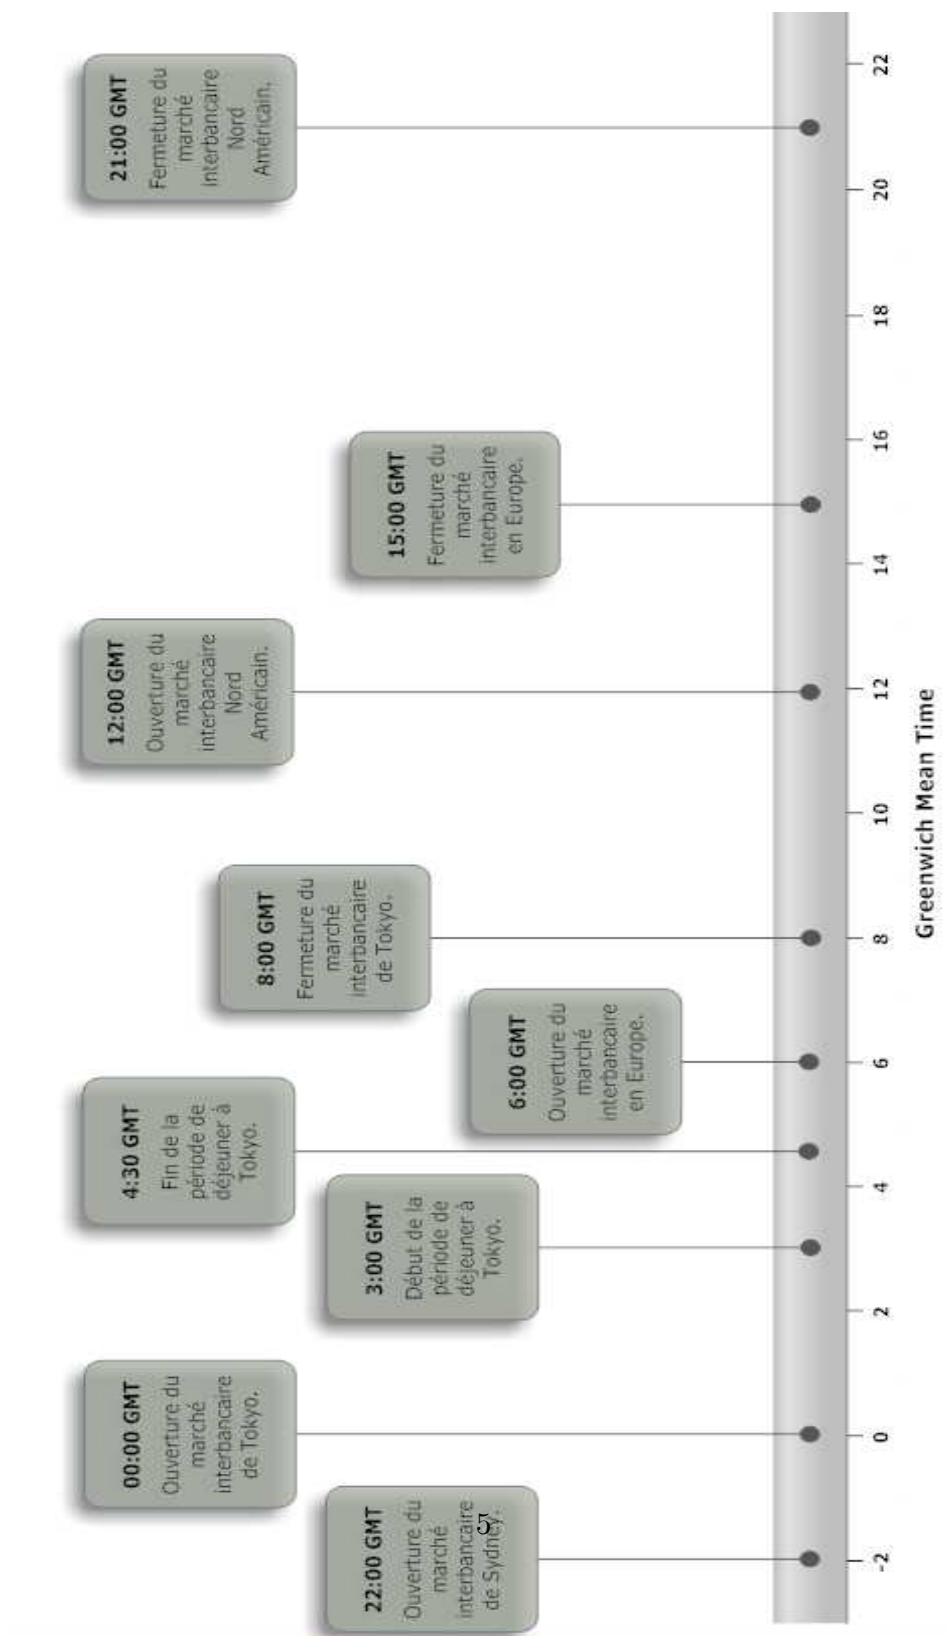 22:00 GMT
Ouverture du
marché
interbancaire
de Sydney.
00:00 GMT
Ouverture du
marché
interbancaire
de Tokyo.
3:00 GMT
Début de la
période de
déjeuner à
Tokyo.
4:30 GMT
Fin de la
période de
déjeuner à
Tokyo.
6:00 GMT
Ouverture du
marché
interbancaire
en Europe.
8:00 GMT
Fermeture du
marché
interbancaire
de Tokyo.
12:00 GMT
Ouverture du
marché
interbancaire
Nord
Américain.
15:00 GMT
Fermeture du
marché
interbancaire
en Europe.
21:00 GMT
Fermeture du
marché
interbancaire
Nord
Américain.
-2 0 2 4 6 8 10 12 14 16 18 20 22
Greenwich Mean Time
5